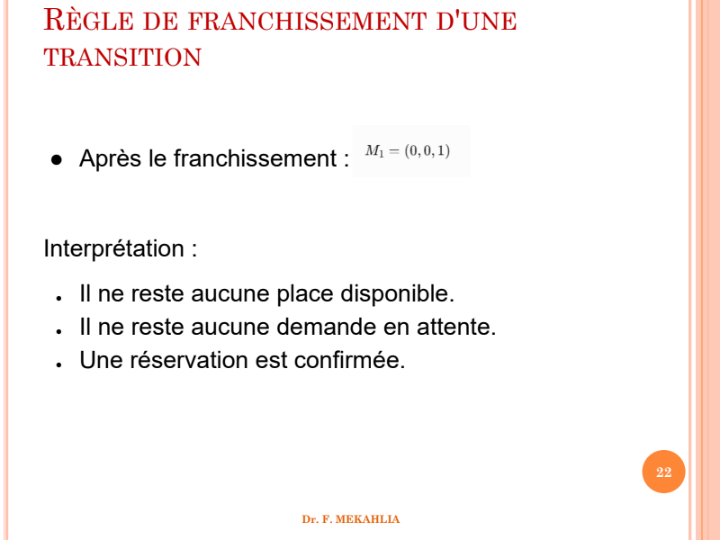 RÈGLE DE FRANCHISSEMENT D'UNE
TRANSITION
● Après le franchissement : M₁ = (0, 0, 1)
Interprétation :
• Il ne reste aucune place disponible.
• Il ne reste aucune demande en attente.
• Une réservation est confirmée.
22
Dr. F. MEKAHLIA